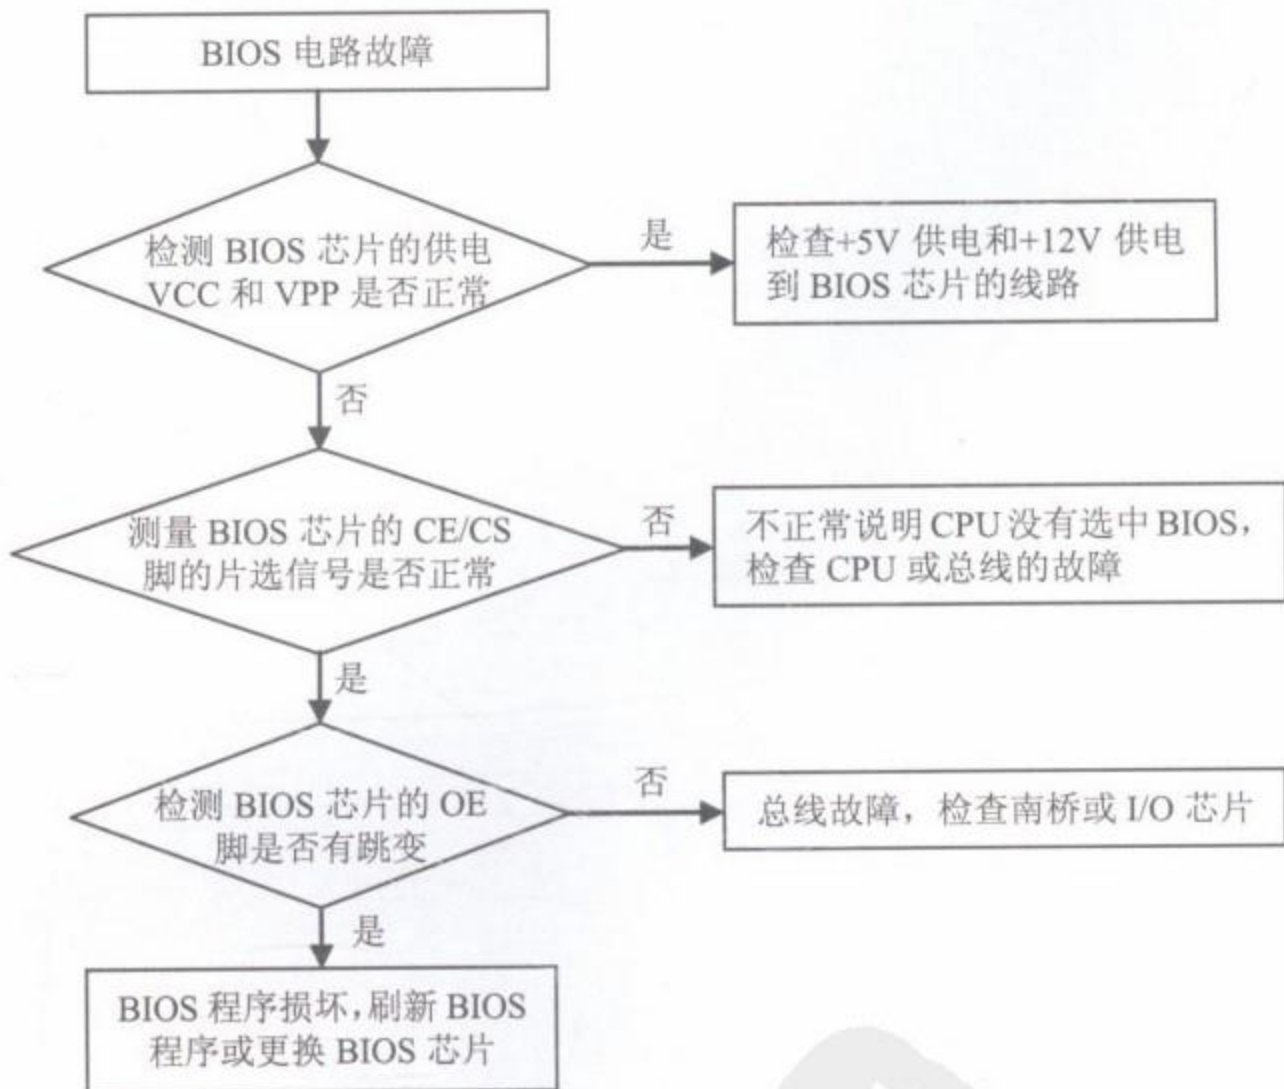 BIOS 电路故障
检测 BIOS 芯片的供电
VCC 和 VPP 是否正常
是
检查+5V 供电和+12V 供电
到 BIOS 芯片的线路
否
测量 BIOS 芯片的 CE/CS
脚的片选信号是否正常
否
不正常说明 CPU 没有选中 BIOS，
检查 CPU 或总线的故障
是
检测 BIOS 芯片的 OE
脚是否有跳变
否
总线故障，检查南桥或 I/O 芯片
是
BIOS 程序损坏，刷新 BIOS
程序或更换 BIOS 芯片